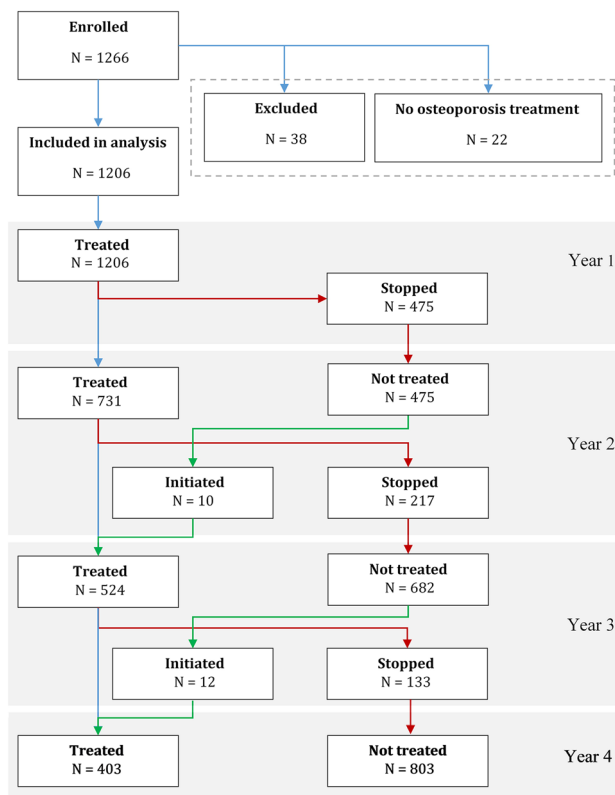 Enrolled
N = 1266
Excluded
N = 38
No osteoporosis treatment
N = 22
Included in analysis
N = 1206
Treated
N = 1206
Year 1
Stopped
N = 475
Treated
N = 731
Not treated
N = 475
Year 2
Initiated
N = 10
Stopped
N = 217
Treated
N = 524
Not treated
N = 682
Year 3
Initiated
N = 12
Stopped
N = 133
Treated
N = 403
Not treated
N = 803
Year 4